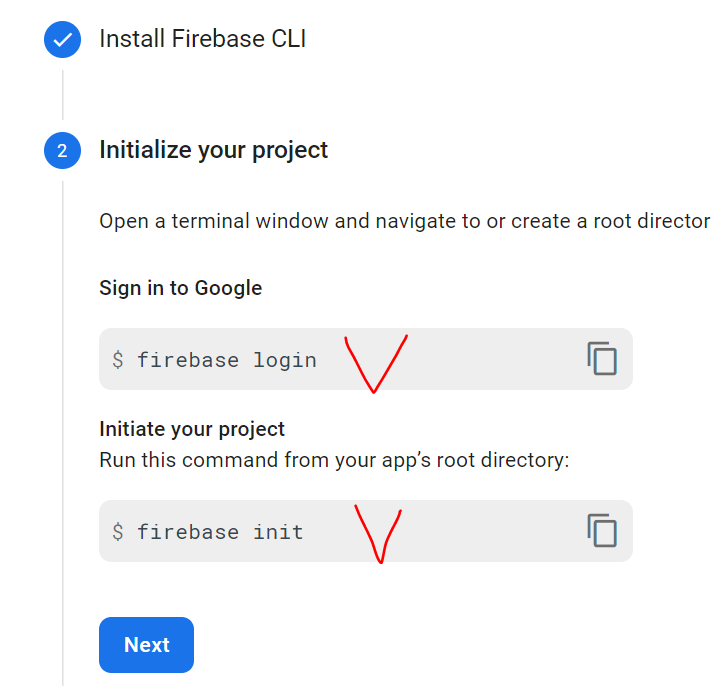 Install Firebase CLI
2 Initialize your project
Open a terminal window and navigate to or create a root director
Sign in to Google
$ firebase login
Initiate your project
Run this command from your app’s root directory:
$ firebase init
Next